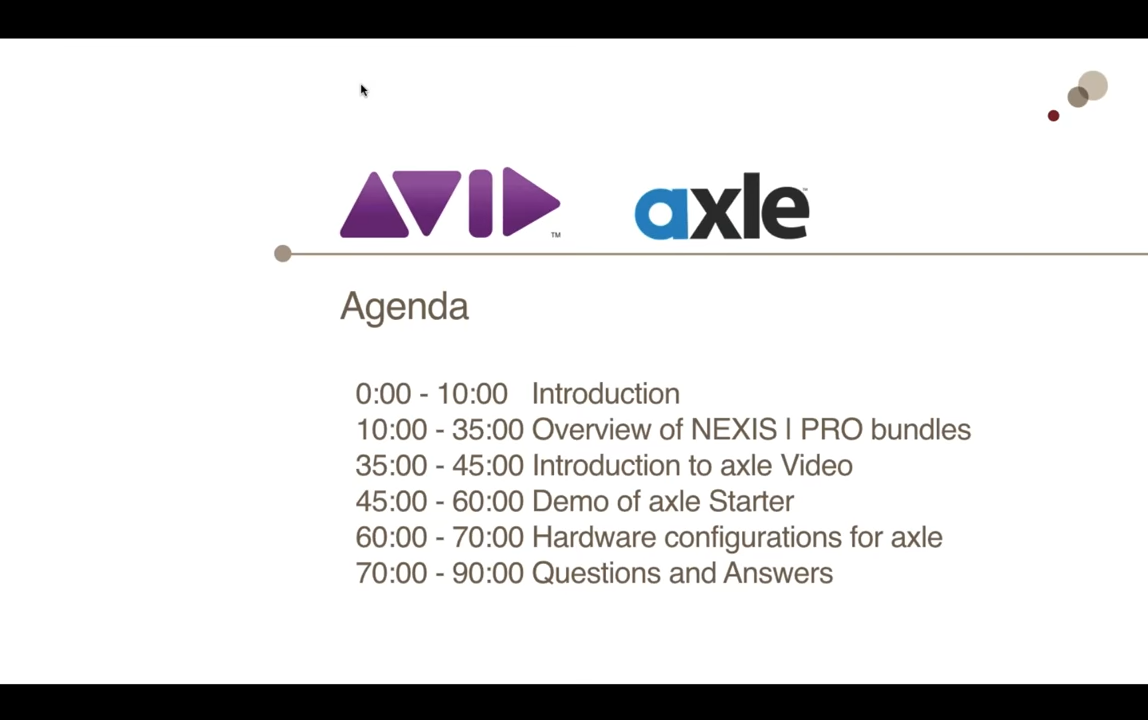 AVID™
axle™
Agenda
0:00 - 10:00 Introduction
10:00 - 35:00 Overview of NEXIS | PRO bundles
35:00 - 45:00 Introduction to axle Video
45:00 - 60:00 Demo of axle Starter
60:00 - 70:00 Hardware configurations for axle
70:00 - 90:00 Questions and Answers